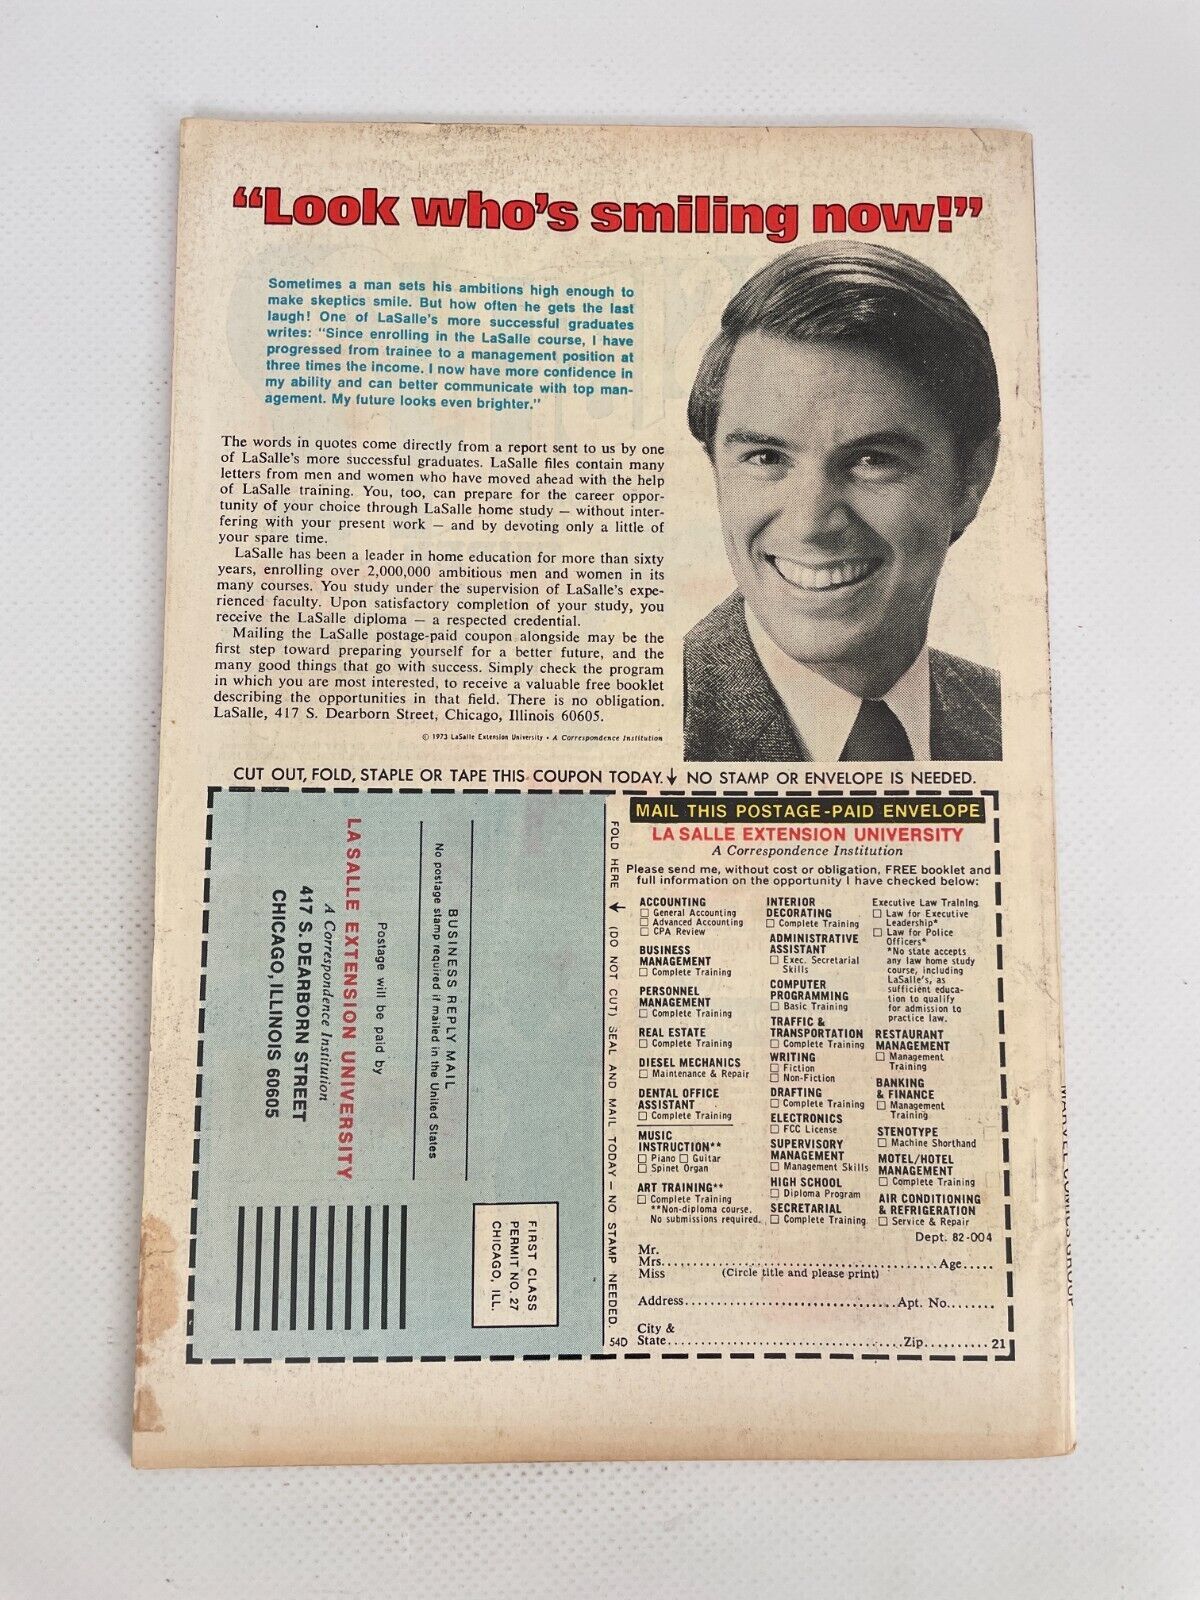 “Look who's smiling now!”
Sometimes a man sets his ambitions high enough to
make skeptics smile. But how often he gets the last
laugh! One of LaSalle's more successful graduates
writes: "Since enrolling in the LaSalle course, I have
progressed from trainee to a management position at
three times the income. I now have more confidence in
my ability and can better communicate with top man-
agement. My future looks even brighter."
The words in quotes come directly from a report sent to us by one
of LaSalle's more successful graduates. LaSalle files contain many
letters from men and women who have moved ahead with the help
of LaSalle training. You, too, can prepare for the career oppor-
tunity of your choice through LaSalle home study — without inter-
fering with your present work — and by devoting only a little of
your spare time.
LaSalle has been a leader in home education for more than sixty
years, enrolling over 2,000,000 ambitious men and women in its
many courses. You study under the supervision of LaSalle's expe-
rienced faculty. Upon satisfactory completion of your study, you
receive the LaSalle diploma — a respected credential.
Mailing the LaSalle postage-paid coupon alongside may be the
first step toward preparing yourself for a better future, and the
many good things that go with success. Simply check the program
in which you are most interested, to receive a valuable free booklet
describing the opportunities in that field. There is no obligation.
LaSalle, 417 S. Dearborn Street, Chicago, Illinois 60605.
© 1973 LaSalle Extension University • A Correspondence Institution
CUT OUT, FOLD, STAPLE OR TAPE THIS COUPON TODAY. ↓ NO STAMP OR ENVELOPE IS NEEDED.
BUSINESS REPLY MAIL
No postage stamp required if mailed in the United States
Postage will be paid by
LA SALLE EXTENSION UNIVERSITY
A Correspondence Institution
417 S. DEARBORN STREET
CHICAGO, ILLINOIS 60605
FIRST CLASS
PERMIT NO. 27
CHICAGO, ILL.
FOLD HERE ↓ (DO NOT CUT) SEAL AND MAIL TODAY — NO STAMP NEEDED.
54D
MAIL THIS POSTAGE-PAID ENVELOPE
LA SALLE EXTENSION UNIVERSITY
A Correspondence Institution
Please send me, without cost or obligation, FREE booklet and
full information on the opportunity I have checked below:
ACCOUNTING
☐ General Accounting
☐ Advanced Accounting
☐ CPA Review
BUSINESS
MANAGEMENT
☐ Complete Training
PERSONNEL
MANAGEMENT
☐ Complete Training
REAL ESTATE
☐ Complete Training
DIESEL MECHANICS
☐ Maintenance & Repair
DENTAL OFFICE
ASSISTANT
☐ Complete Training
MUSIC
INSTRUCTION**
☐ Piano ☐ Guitar
☐ Spinet Organ
ART TRAINING**
☐ Complete Training
**Non-diploma course.
No submissions required.
INTERIOR
DECORATING
☐ Complete Training
ADMINISTRATIVE
ASSISTANT
☐ Exec. Secretarial
Skills
COMPUTER
PROGRAMMING
☐ Basic Training
TRAFFIC &
TRANSPORTATION
☐ Complete Training
WRITING
☐ Fiction
☐ Non-Fiction
DRAFTING
☐ Complete Training
ELECTRONICS
☐ FCC License
SUPERVISORY
MANAGEMENT
☐ Management Skills
HIGH SCHOOL
☐ Diploma Program
SECRETARIAL
☐ Complete Training
Executive Law Training
☐ Law for Executive
Leadership*
☐ Law for Police
Officers*
*No state accepts
any law home study
course, including
LaSalle's, as
sufficient educa-
tion to qualify
for admission to
practice law.
RESTAURANT
MANAGEMENT
☐ Management
Training
BANKING
& FINANCE
☐ Management
Training
STENOTYPE
☐ Machine Shorthand
MOTEL/HOTEL
MANAGEMENT
☐ Complete Training
AIR CONDITIONING
& REFRIGERATION
☐ Service & Repair
Dept. 82-004
Mr.
Mrs. Age
Miss (Circle title and please print)
Address Apt. No.
City &
State Zip 21
MARVEL COMICS GROUP